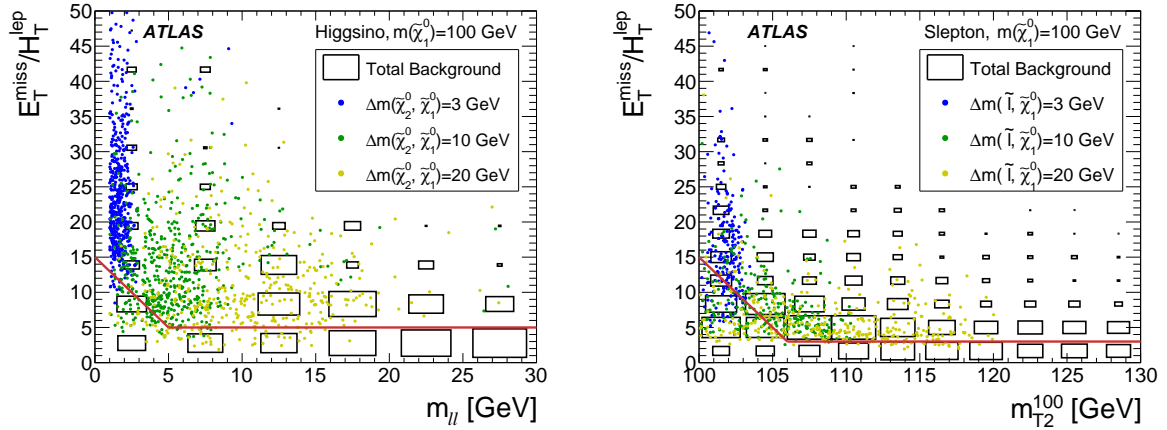 ATLAS Higgsino, m(χ̃₁⁰)=100 GeV
Total Background
Δm(χ̃₂⁰, χ̃₁⁰)=3 GeV
Δm(χ̃₂⁰, χ̃₁⁰)=10 GeV
Δm(χ̃₂⁰, χ̃₁⁰)=20 GeV
E_T^miss/H_T^lep
50
45
40
35
30
25
20
15
10
5
0
0 5 10 15 20 25 30
m_ll [GeV]
ATLAS Slepton, m(χ̃₁⁰)=100 GeV
Total Background
Δm(l̃, χ̃₁⁰)=3 GeV
Δm(l̃, χ̃₁⁰)=10 GeV
Δm(l̃, χ̃₁⁰)=20 GeV
E_T^miss/H_T^lep
50
45
40
35
30
25
20
15
10
5
0
100 105 110 115 120 125 130
m_T2^100 [GeV]